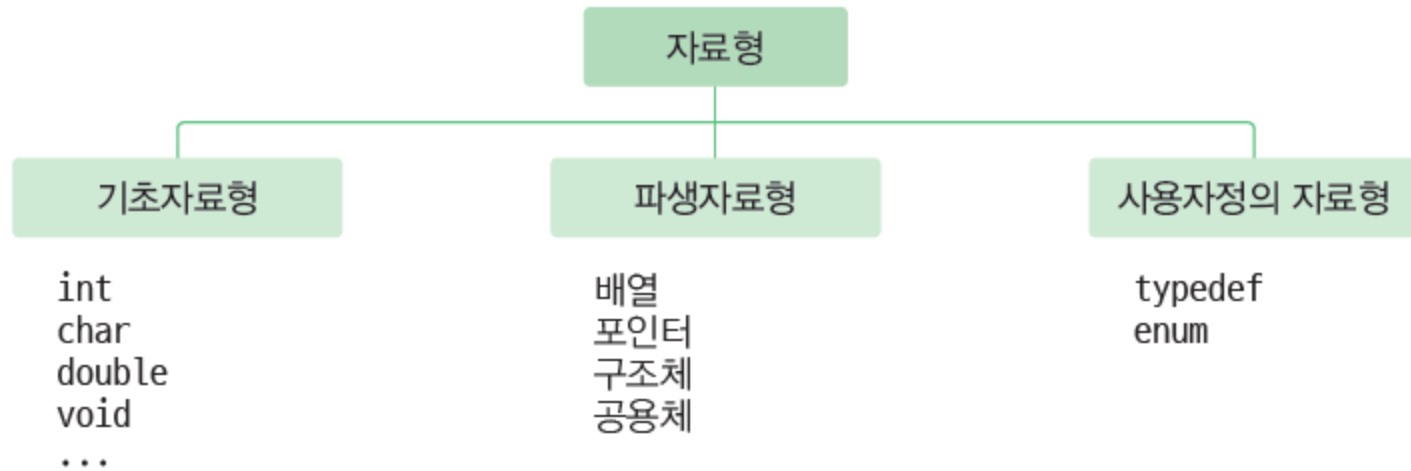 자료형
기초자료형
파생자료형
사용자정의 자료형
int
char
double
void
...
배열
포인터
구조체
공용체
typedef
enum